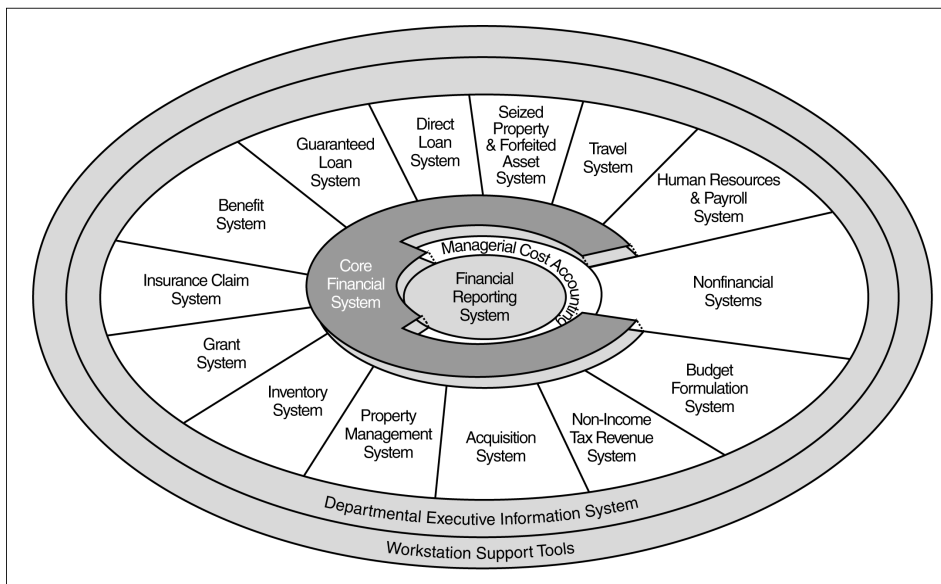 Seized
Property
& Forfeited
Asset
System
Direct
Loan
System
Guaranteed
Loan
System
Travel
System
Human Resources
& Payroll
System
Benefit
System
Managerial Cost Accounting
Core
Financial
System
Financial
Reporting
System
Insurance Claim
System
Nonfinancial
Systems
Grant
System
Budget
Formulation
System
Inventory
System
Property
Management
System
Acquisition
System
Non-Income
Tax Revenue
System
Departmental Executive Information System
Workstation Support Tools